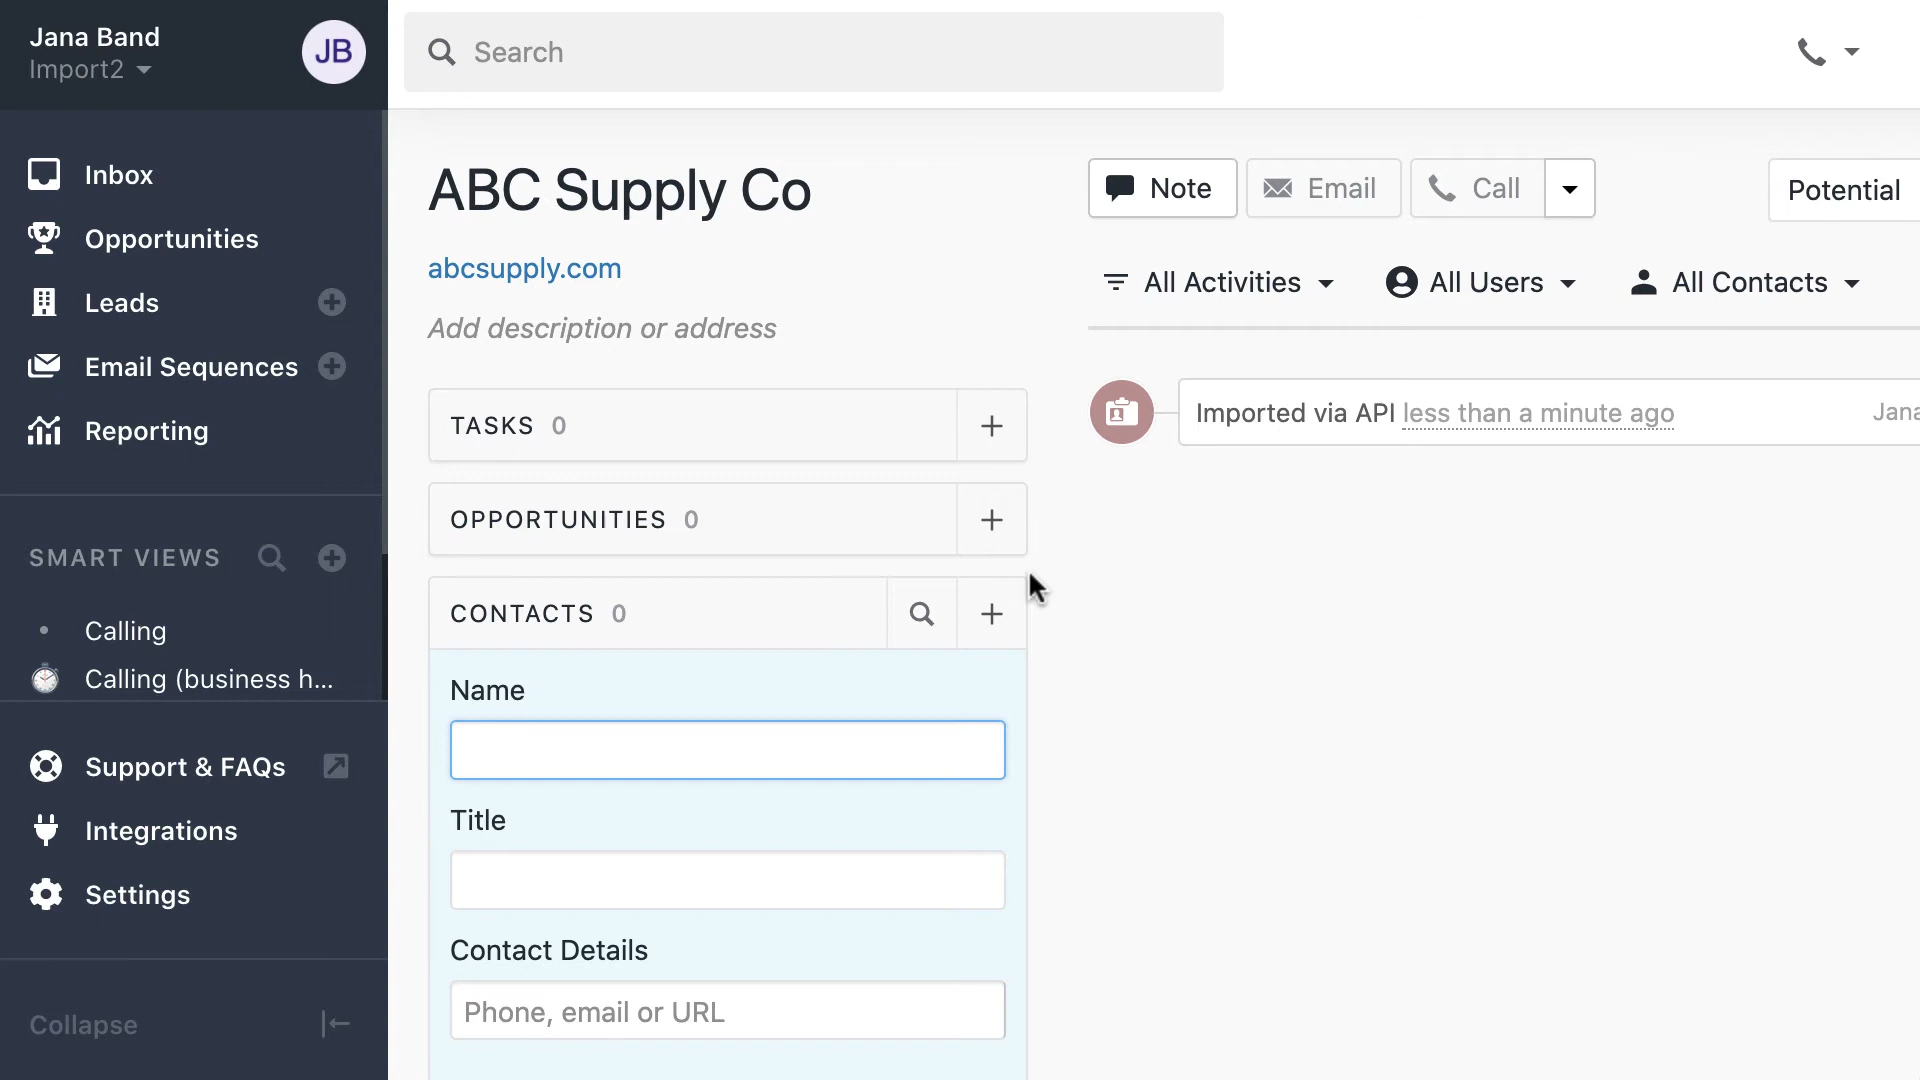 Jana Band
Import2
JB
Search
Inbox
Opportunities
Leads
Email Sequences
Reporting
SMART VIEWS
Calling
Calling (business h...
Support & FAQs
Integrations
Settings
Collapse
ABC Supply Co
abcsupply.com
Add description or address
TASKS 0
OPPORTUNITIES 0
CONTACTS 0
Name
Title
Contact Details
Phone, email or URL
Note Email Call Potential
All Activities All Users All Contacts
Imported via API less than a minute ago Jana